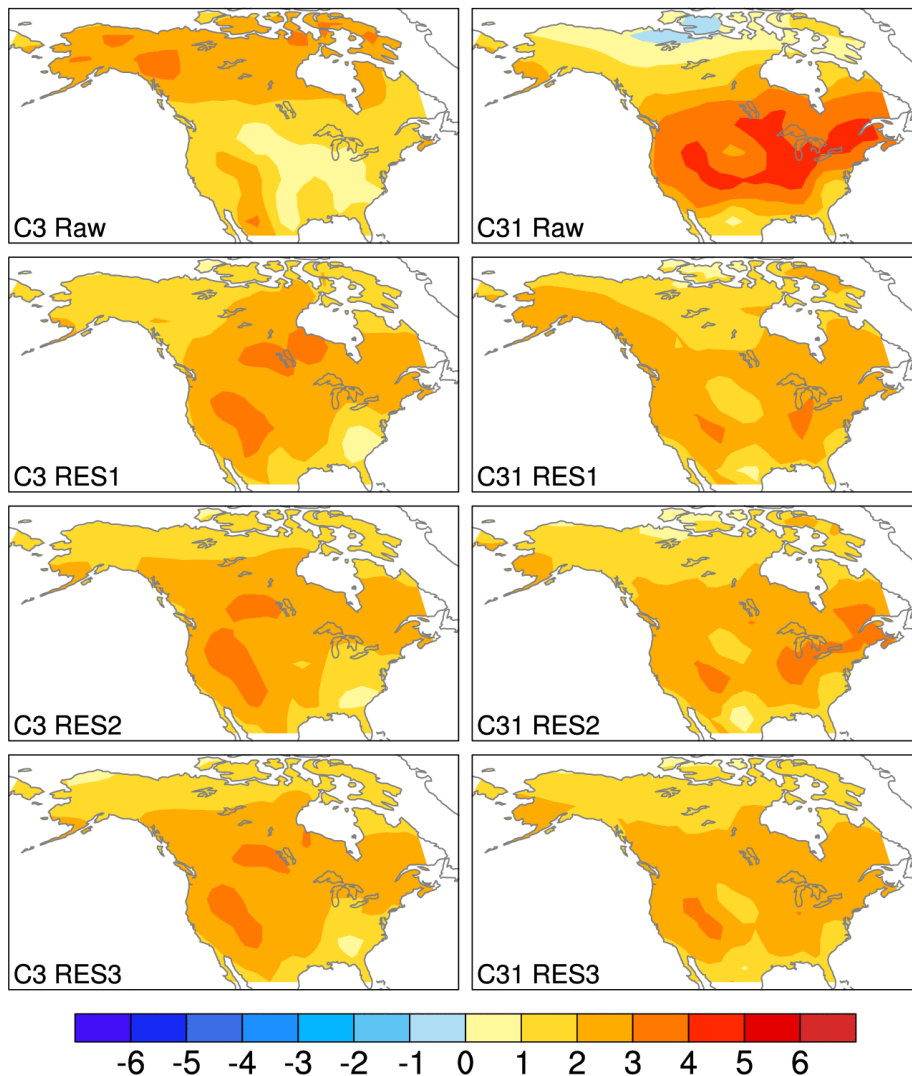 C3 Raw
C31 Raw
C3 RES1
C31 RES1
C3 RES2
C31 RES2
C3 RES3
C31 RES3
-6 -5 -4 -3 -2 -1 0 1 2 3 4 5 6